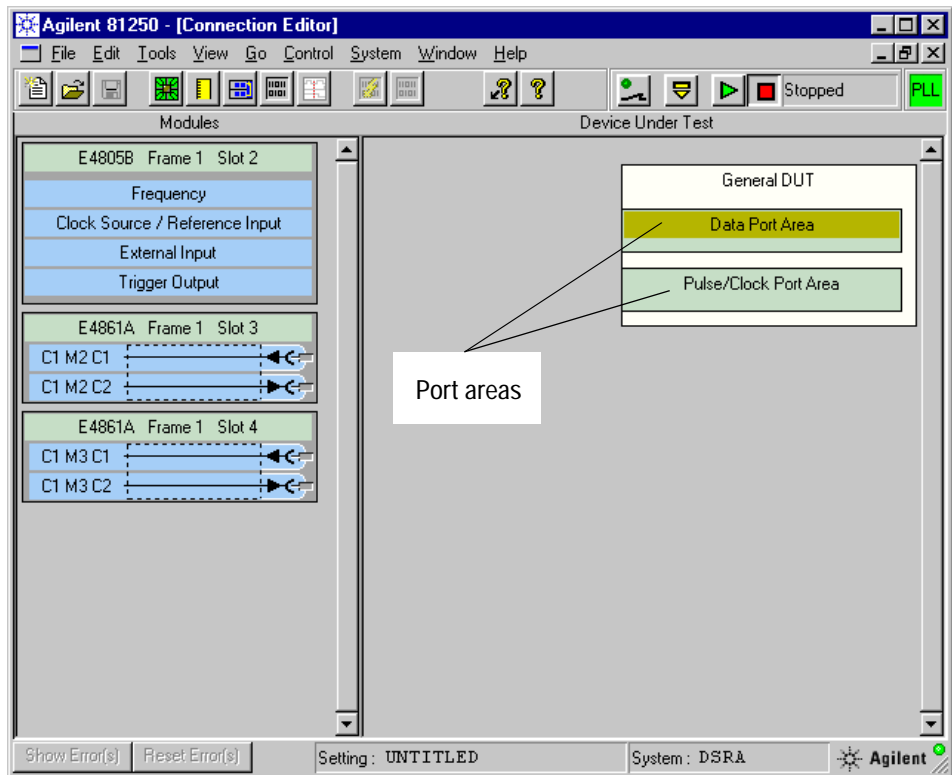 Agilent 81250 - [Connection Editor]
File Edit Tools View Go Control System Window Help
Stopped
PLL
Modules
Device Under Test
E4805B Frame 1 Slot 2
Frequency
Clock Source / Reference Input
External Input
Trigger Output
E4861A Frame 1 Slot 3
C1 M2 C1
C1 M2 C2
E4861A Frame 1 Slot 4
C1 M3 C1
C1 M3 C2
General DUT
Data Port Area
Pulse/Clock Port Area
Port areas
Show Error(s) Reset Error(s) Setting : UNTITLED System : DSRA Agilent